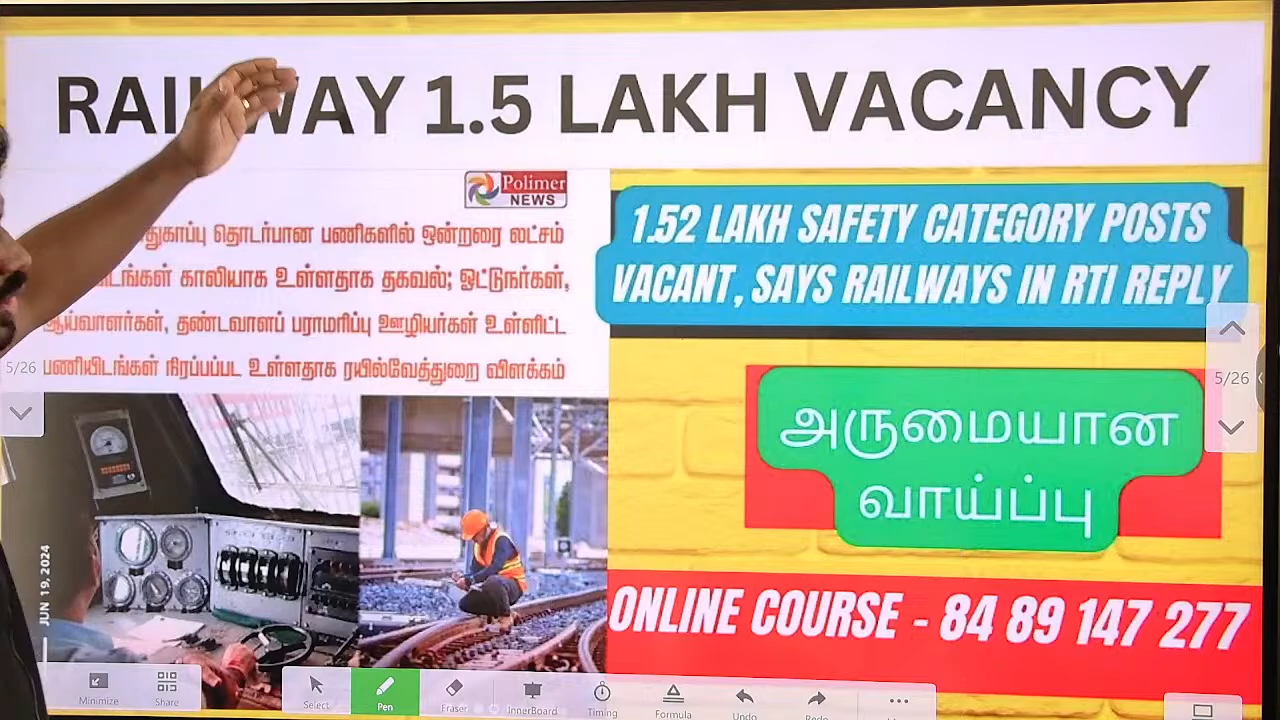 RAILWAY 1.5 LAKH VACANCY
Polimer
NEWS
தொடர்பான பணிகளில் ஒன்றரை லட்சம்
காலியாக உள்ளதாக தகவல்; ஓட்டுநர்கள்,
ஆய்வாளர்கள், தண்டவாளப் பராமரிப்பு ஊழியர்கள் உள்ளிட்ட
பணியிடங்கள் நிரப்பப்பட உள்ளதாக ரயில்வேத்துறை விளக்கம்
1.52 LAKH SAFETY CATEGORY POSTS
VACANT, SAYS RAILWAYS IN RTI REPLY
அருமையான
வாய்ப்பு
ONLINE COURSE - 84 89 147 277
JUN 19, 2024
5/26
5/26
Minimize
Share
Select
Pen
Eraser
InnerBoard
Timing
Formula
Undo
Redo